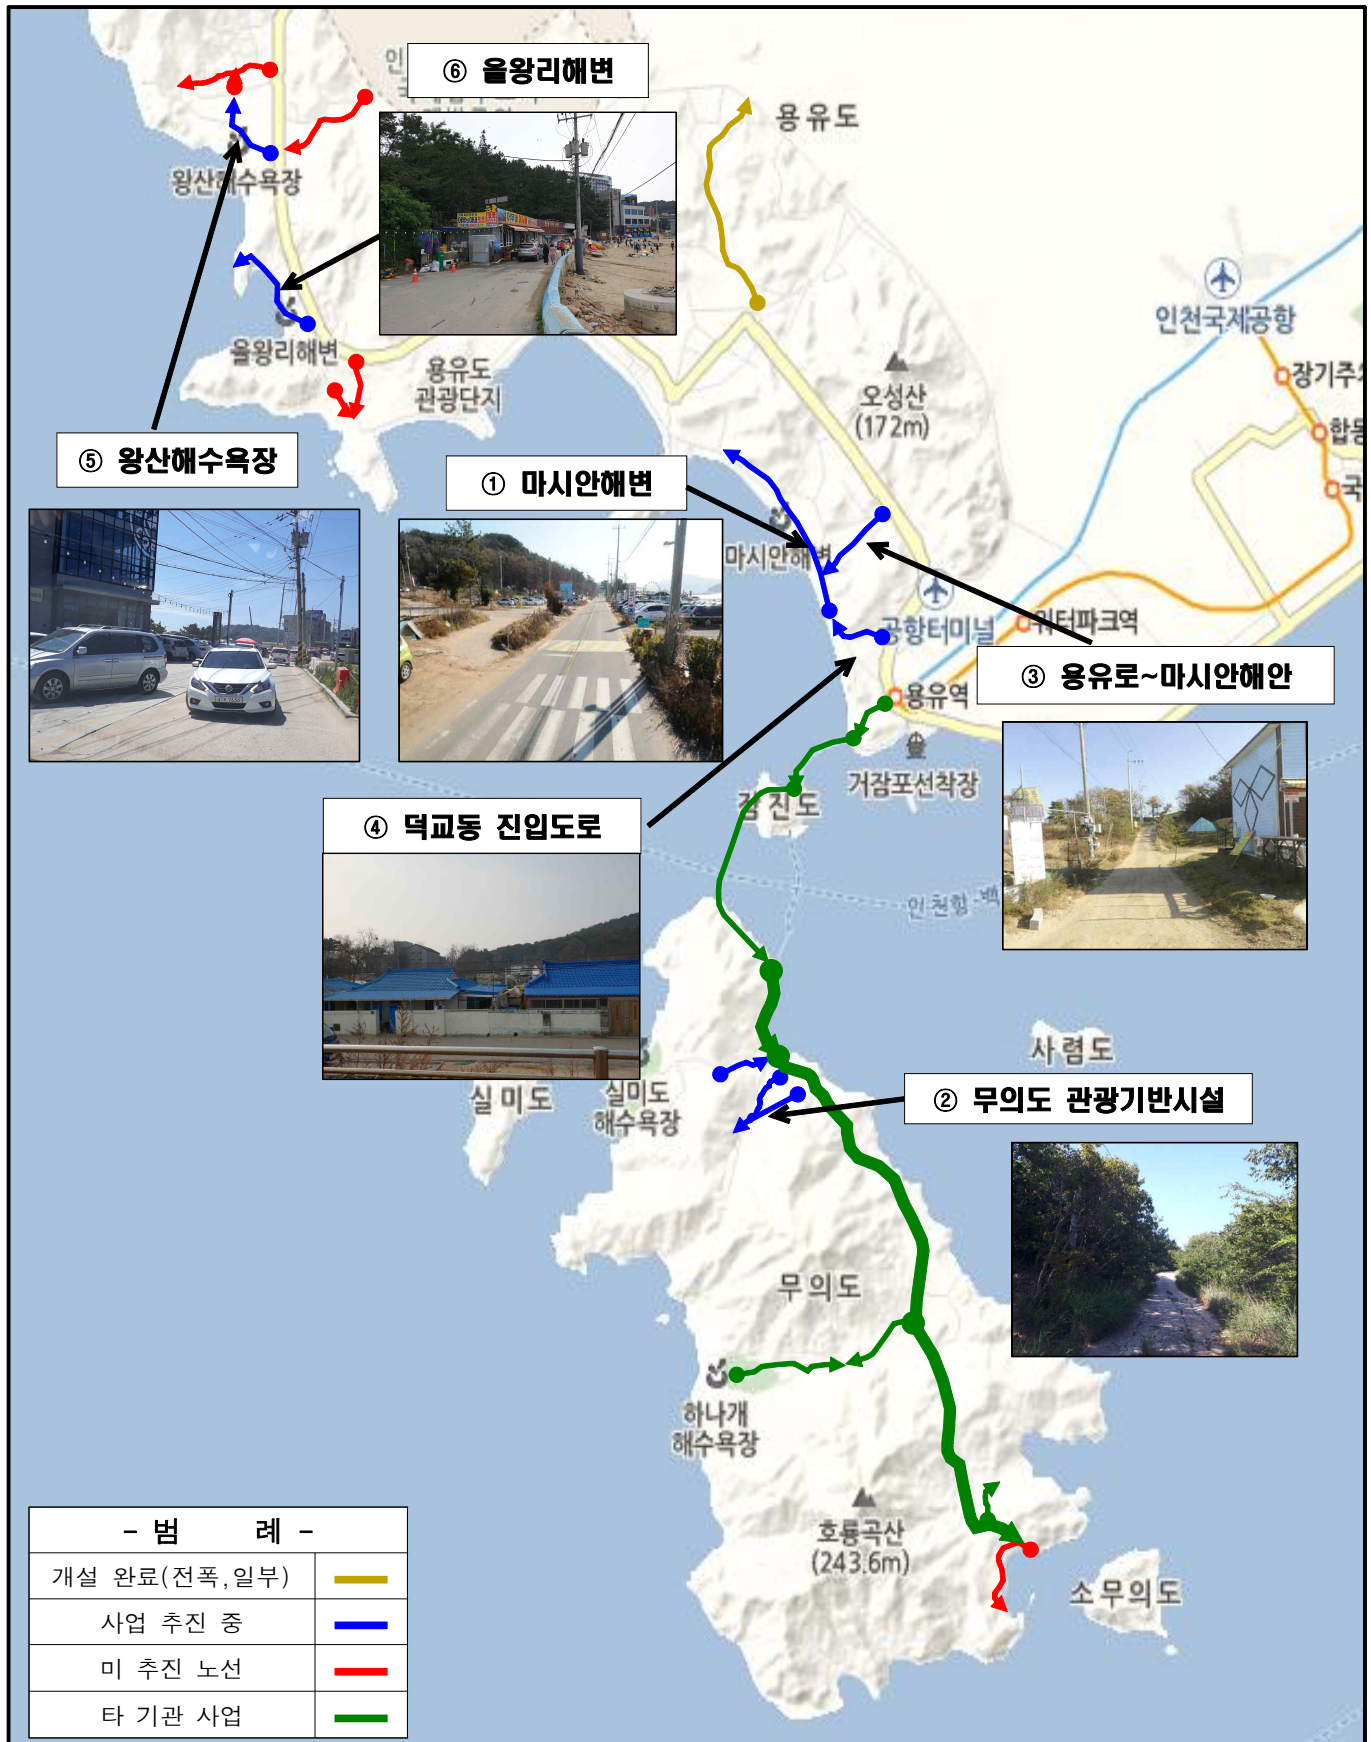 ⑥ 을왕리해변
용유도
왕산해수욕장
인천국제공항
을왕리해변
용유도
관광단지
오성산
(172m)
장기주
합동
국
⑤ 왕산해수욕장
① 마시안해변
마시안해변
공항터미널
워터파크역
③ 용유로~마시안해안
용유역
거잠포선착장
잠진도
④ 덕교동 진입도로
인천항-백
사렴도
실미도
실미도
해수욕장
② 무의도 관광기반시설
무의도
하나개
해수욕장
호룡곡산
(243.6m)
소무의도
- 범 례 -
개설 완료(전폭,일부)
사업 추진 중
미 추진 노선
타 기관 사업